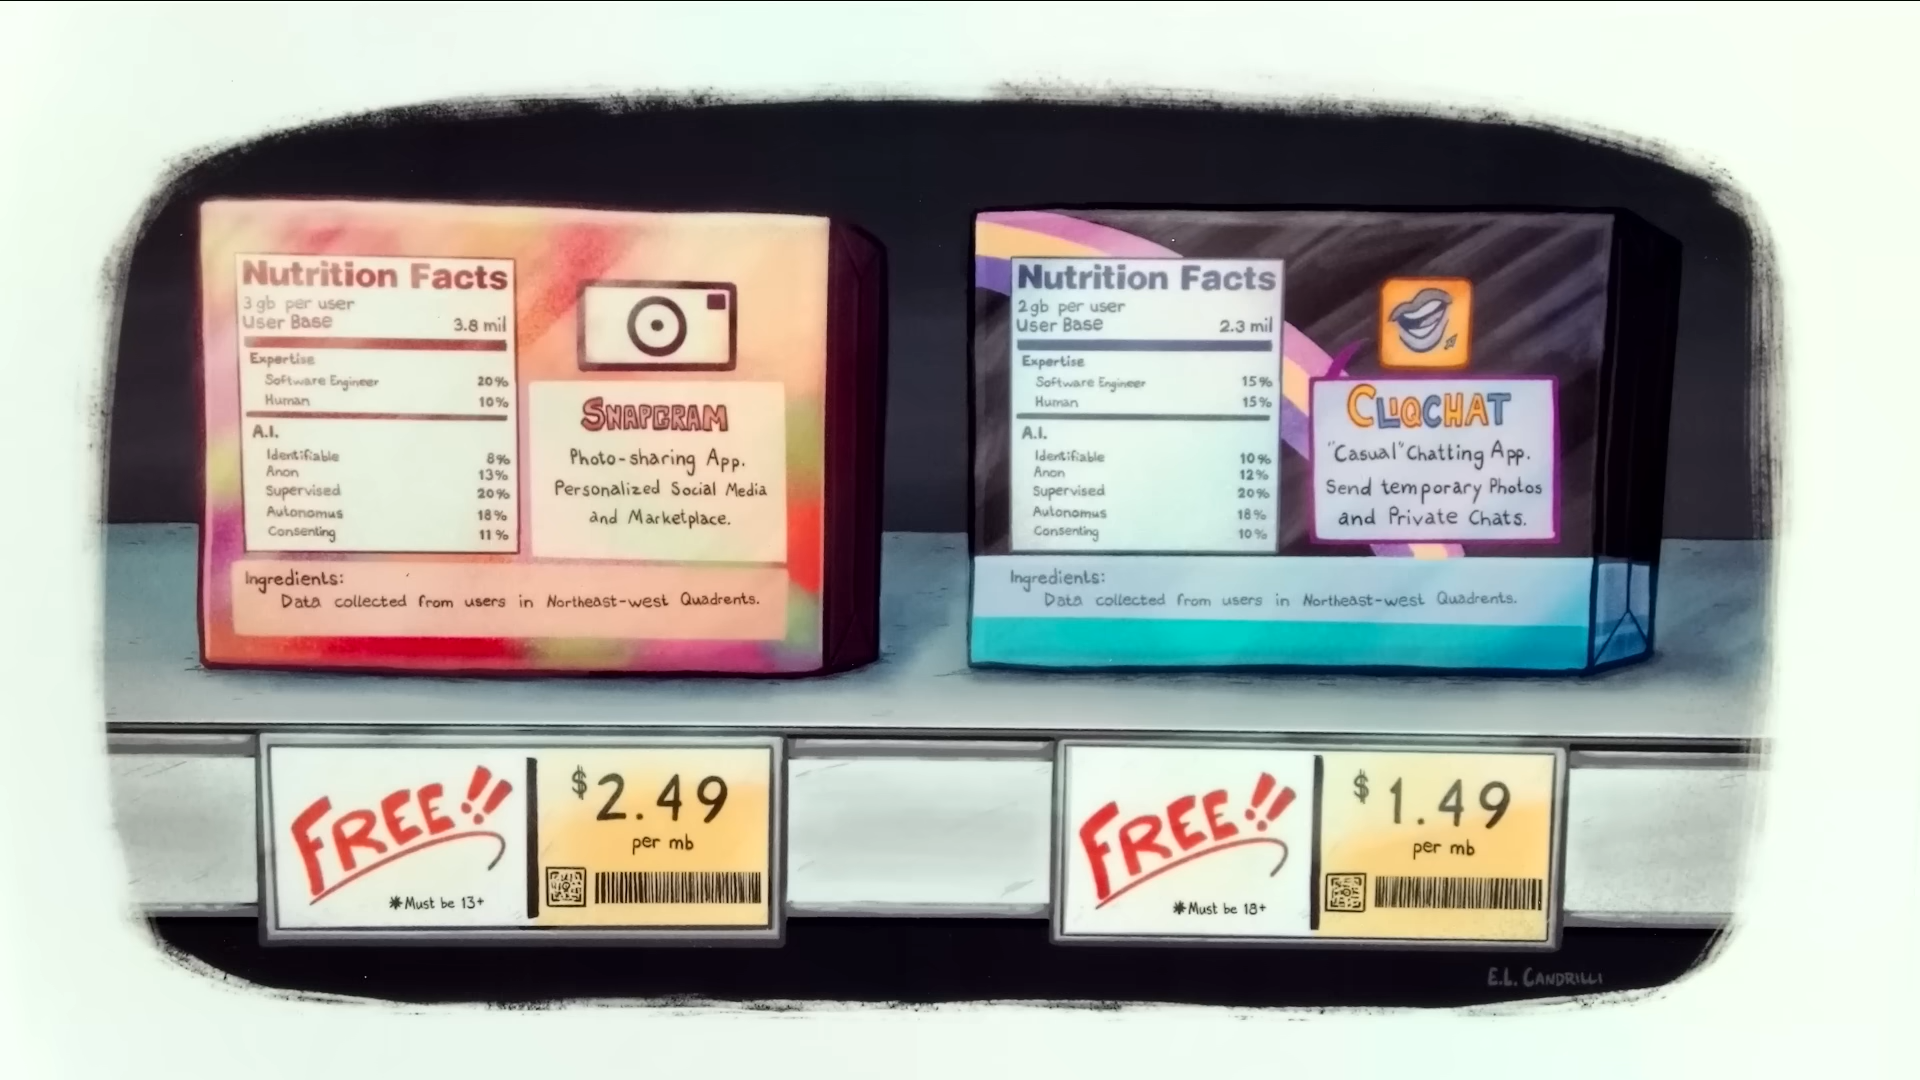 Nutrition Facts
3 gb per user
User Base 3.8 mil
Expertise
Software Engineer 20%
Human 10%
A.I.
Identifiable 8%
Anon 13%
Supervised 20%
Autonomus 18%
Consenting 11%
SNAPGRAM
Photo-sharing App.
Personalized Social Media
and Marketplace.
Ingredients:
Data collected from users in Northeast-west Quadrents.
Nutrition Facts
2 gb per user
User Base 2.3 mil
Expertise
Software Engineer 15%
Human 15%
A.I.
Identifiable 10%
Anon 12%
Supervised 20%
Autonomus 18%
Consenting 10%
CLIQCHAT
"Casual" Chatting App.
Send temporary Photos
and Private Chats.
Ingredients:
Data collected from users in Northeast-west Quadrents.
FREE!!
*Must be 13+
$2.49
per mb
FREE!!
*Must be 18+
$1.49
per mb
E.L. CANDRILLI